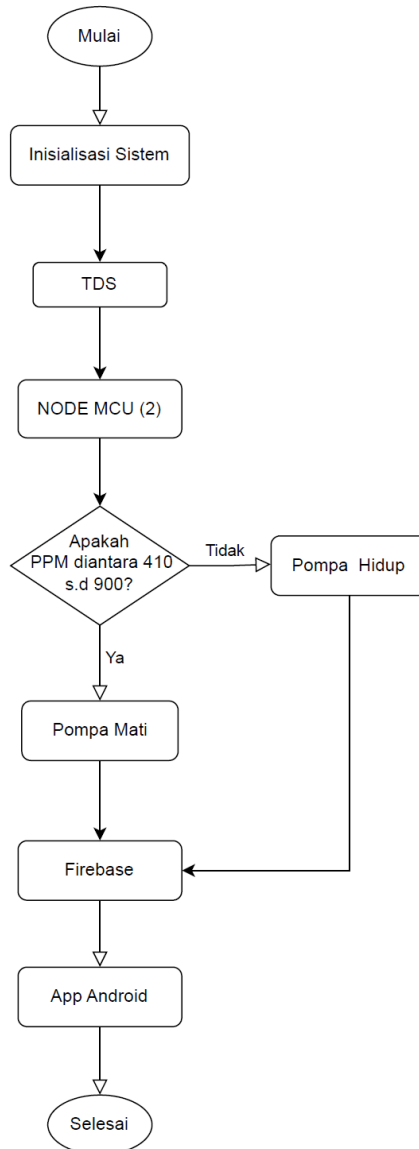 Mulai
Inisialisasi Sistem
TDS
NODE MCU (2)
Apakah
PPM diantara 410
s.d 900?
Tidak
Pompa Hidup
Ya
Pompa Mati
Firebase
App Android
Selesai